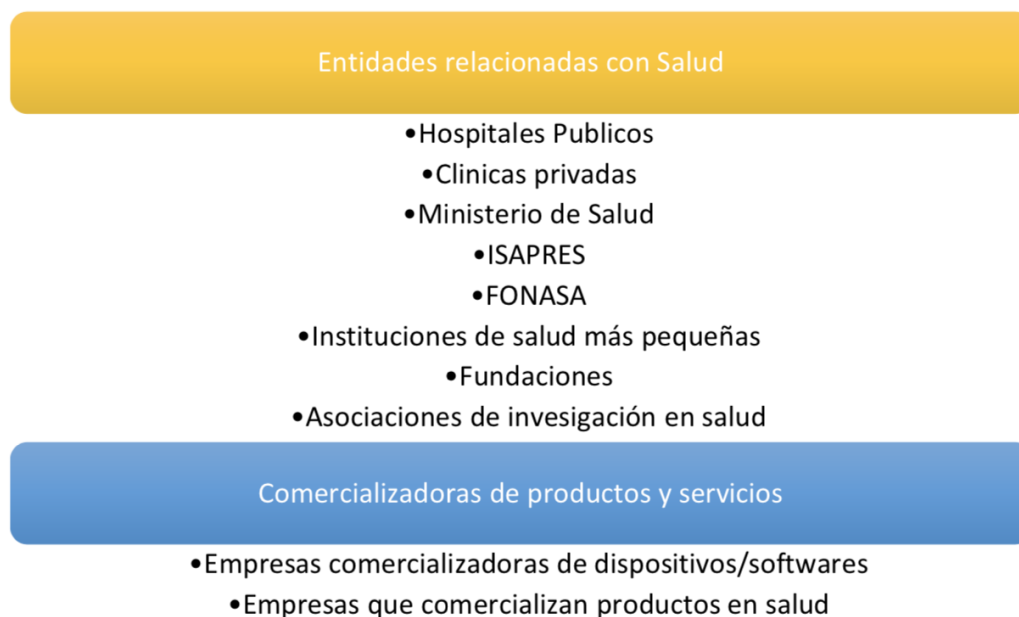 Entidades relacionadas con Salud
•Hospitales Publicos
•Clinicas privadas
•Ministerio de Salud
•ISAPRES
•FONASA
•Instituciones de salud más pequeñas
•Fundaciones
•Asociaciones de invesigación en salud
Comercializadoras de productos y servicios
•Empresas comercializadoras de dispositivos/softwares
•Empresas que comercializan productos en salud